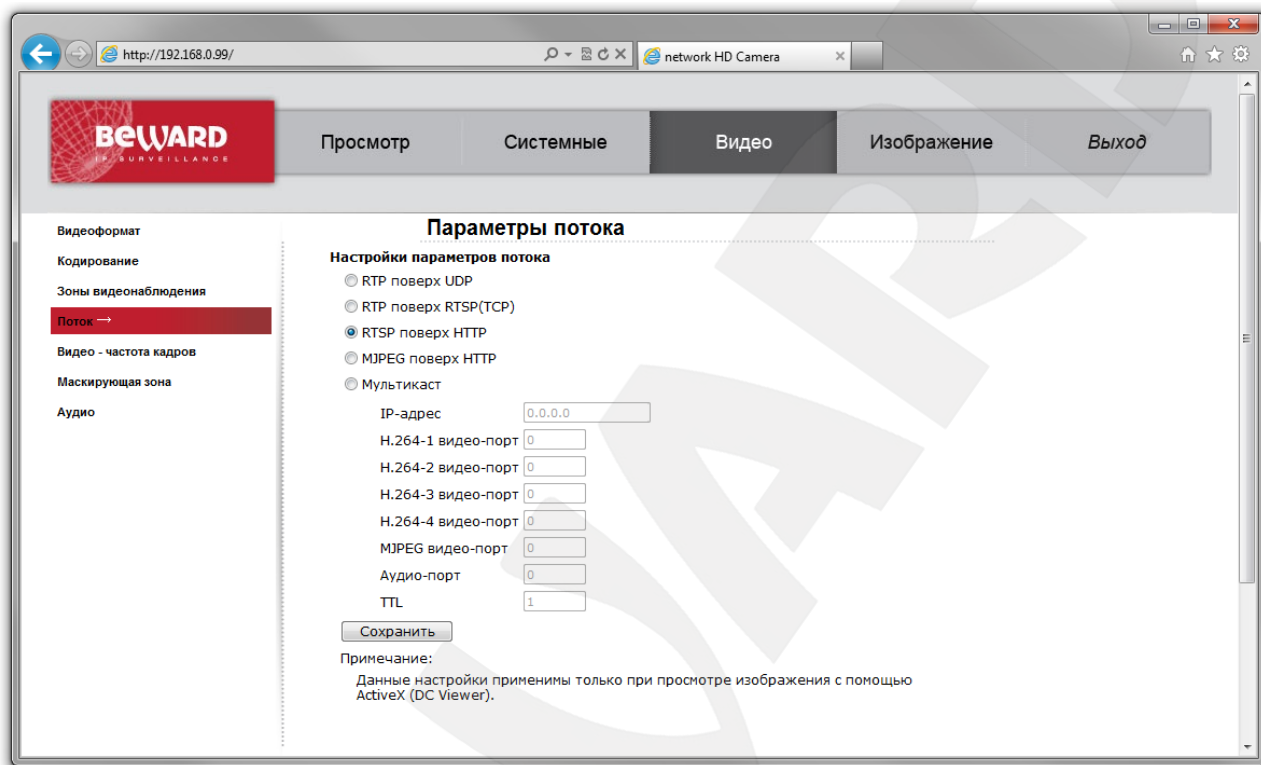 http://192.168.0.99/
network HD Camera
BEWARD
IP SURVEILLANCE
Просмотр
Системные
Видео
Изображение
Выход
Видеоформат
Кодирование
Зоны видеонаблюдения
Поток →
Видео - частота кадров
Маскирующая зона
Аудио
Параметры потока
Настройки параметров потока
RTP поверх UDP
RTP поверх RTSP(TCP)
RTSP поверх HTTP
MJPEG поверх HTTP
Мультикаст
IP-адрес 0.0.0.0
H.264-1 видео-порт 0
H.264-2 видео-порт 0
H.264-3 видео-порт 0
H.264-4 видео-порт 0
MJPEG видео-порт 0
Аудио-порт 0
TTL 1
Сохранить
Примечание:
Данные настройки применимы только при просмотре изображения с помощью
ActiveX (DC Viewer).